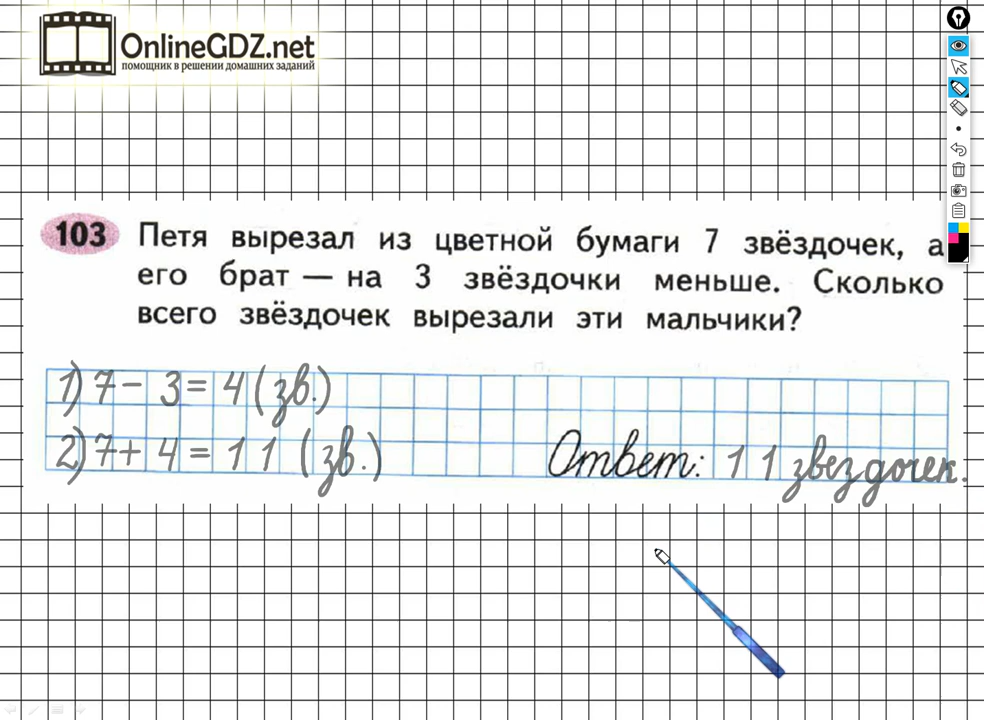 OnlineGDZ.net
помощник в решении домашних заданий
103 Петя вырезал из цветной бумаги 7 звёздочек, а
его брат — на 3 звёздочки меньше. Сколько
всего звёздочек вырезали эти мальчики?
1) 7 − 3 = 4 (зв.)
2) 7 + 4 = 11 (зв.) Ответ: 11 звездочек.